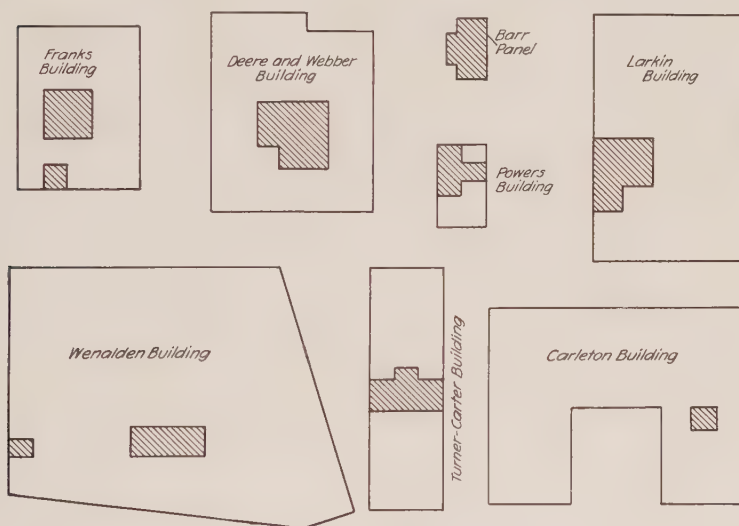 Franks
Building
Deere and Webber
Building
Barr
Panel
Larkin
Building
Powers
Building
Wenalden Building
Turner-Carter Building
Carleton Building